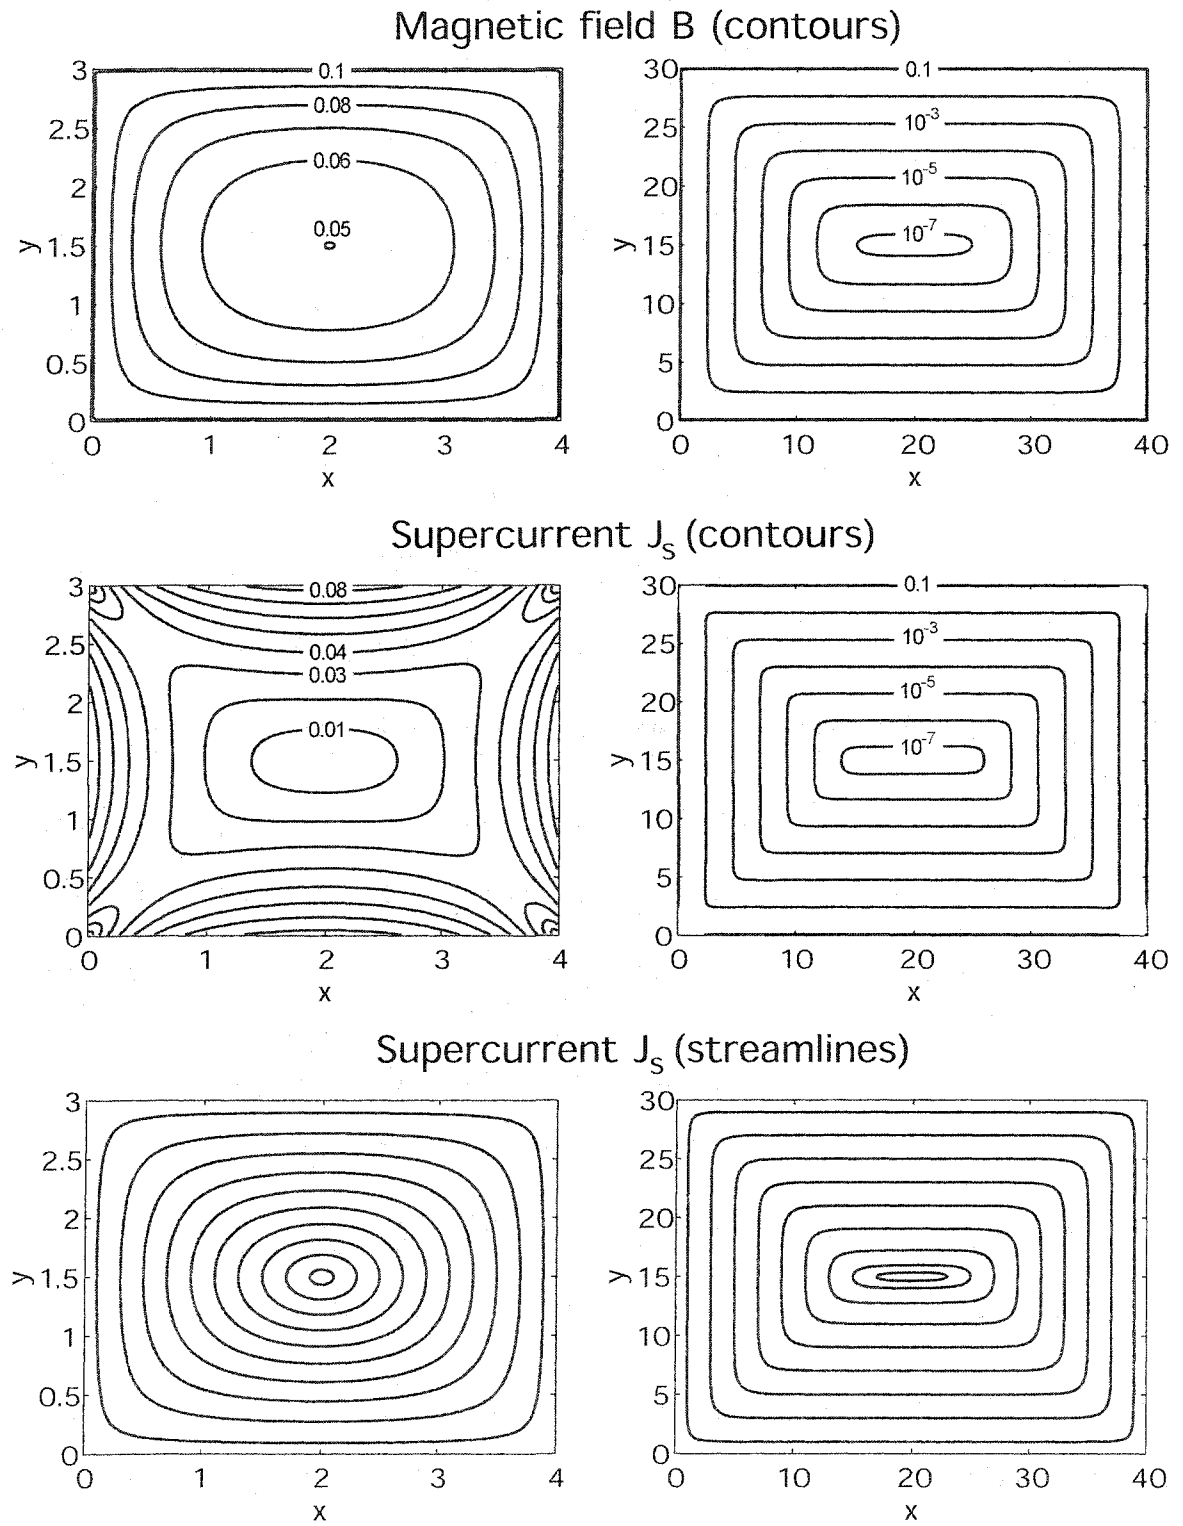 Magnetic field B (contours)
3 0.1 30 0.1
2.5 0.08 25 10⁻³
2 0.06 20 10⁻⁵
y 1.5 0.05 y 15 10⁻⁷
1 10
0.5 5
0 0
0 1 2 3 4 0 10 20 30 40
x x
Supercurrent Jₛ (contours)
3 0.08 30 0.1
2.5 0.04 25 10⁻³
0.03
2 0.01 20 10⁻⁵
y 1.5 y 15 10⁻⁷
1 10
0.5 5
0 0
0 1 2 3 4 0 10 20 30 40
x x
Supercurrent Jₛ (streamlines)
3 30
2.5 25
2 20
y 1.5 y 15
1 10
0.5 5
0 0
0 1 2 3 4 0 10 20 30 40
x x